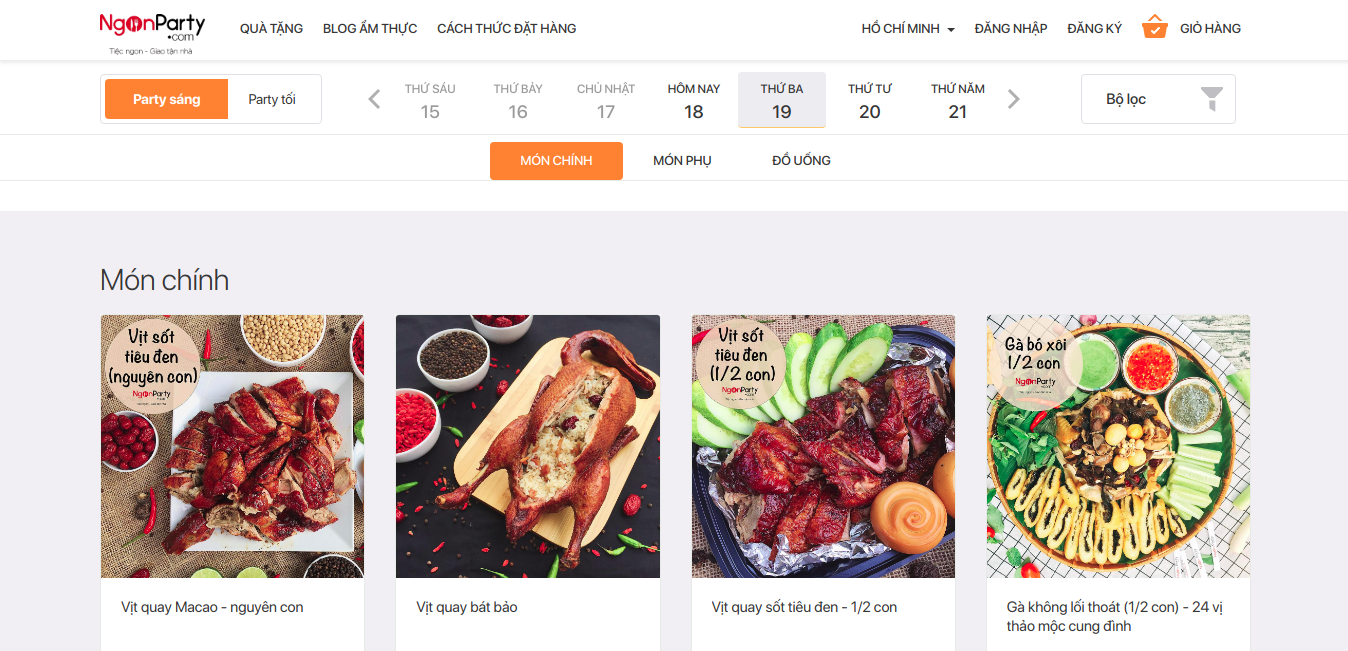 NgonParty
.com
Tiệc ngon - Giao tận nhà
QUÀ TẶNG
BLOG ẨM THỰC
CÁCH THỨC ĐẶT HÀNG
HỒ CHÍ MINH
ĐĂNG NHẬP
ĐĂNG KÝ
GIỎ HÀNG
Party sáng
Party tối
THỨ SÁU
15
THỨ BẢY
16
CHỦ NHẬT
17
HÔM NAY
18
THỨ BA
19
THỨ TƯ
20
THỨ NĂM
21
Bộ lọc
MÓN CHÍNH
MÓN PHỤ
ĐỒ UỐNG
Món chính
Vịt sốt
tiêu đen
(nguyên con)
NgonParty
Vịt quay Macao - nguyên con
Vịt quay bát bảo
Vịt sốt
tiêu đen
(1/2 con)
NgonParty
Vịt quay sốt tiêu đen - 1/2 con
Gà bó xôi
1/2 con
NgonParty
Gà không lối thoát (1/2 con) - 24 vị
thảo mộc cung đình